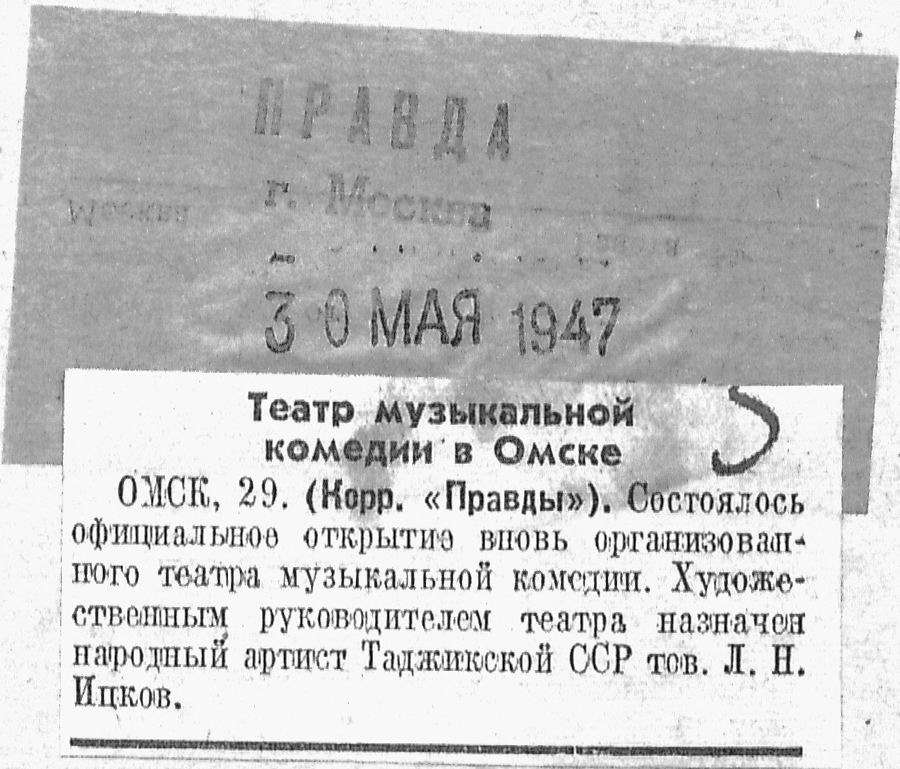 ПРАВДА
г. Москва
Москва
30 МАЯ 1947
Театр музыкальной
комедии в Омске
ОМСК, 29. (Корр. «Правды»). Состоялось
официальное открытие вновь организован-
ного театра музыкальной комедии. Художе-
ственным руководителем театра назначен
народный артист Таджикской ССР тов. Л. Н.
Ицков.